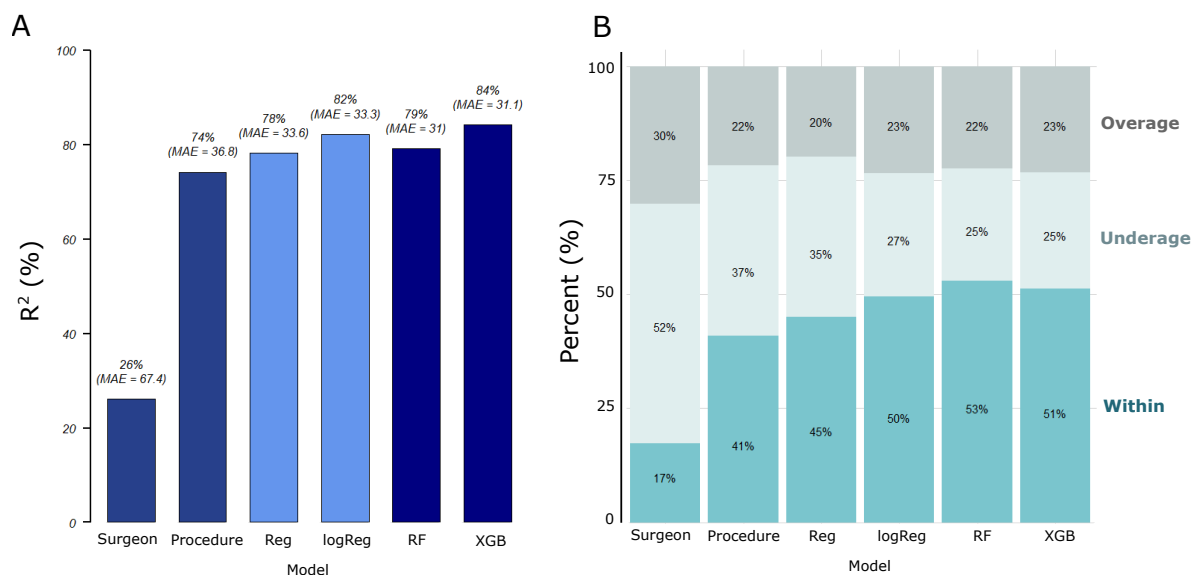 A
100
80
60
40
20
0
R² (%)
26%
(MAE = 67.4)
74%
(MAE = 36.8)
78%
(MAE = 33.6)
82%
(MAE = 33.3)
79%
(MAE = 31)
84%
(MAE = 31.1)
Surgeon Procedure Reg logReg RF XGB
Model
B
100
75
50
25
0
Percent (%)
30% 22% 20% 23% 22% 23%
Overage
52% 37% 35% 27% 25% 25%
Underage
17% 41% 45% 50% 53% 51%
Within
Surgeon Procedure Reg logReg RF XGB
Model